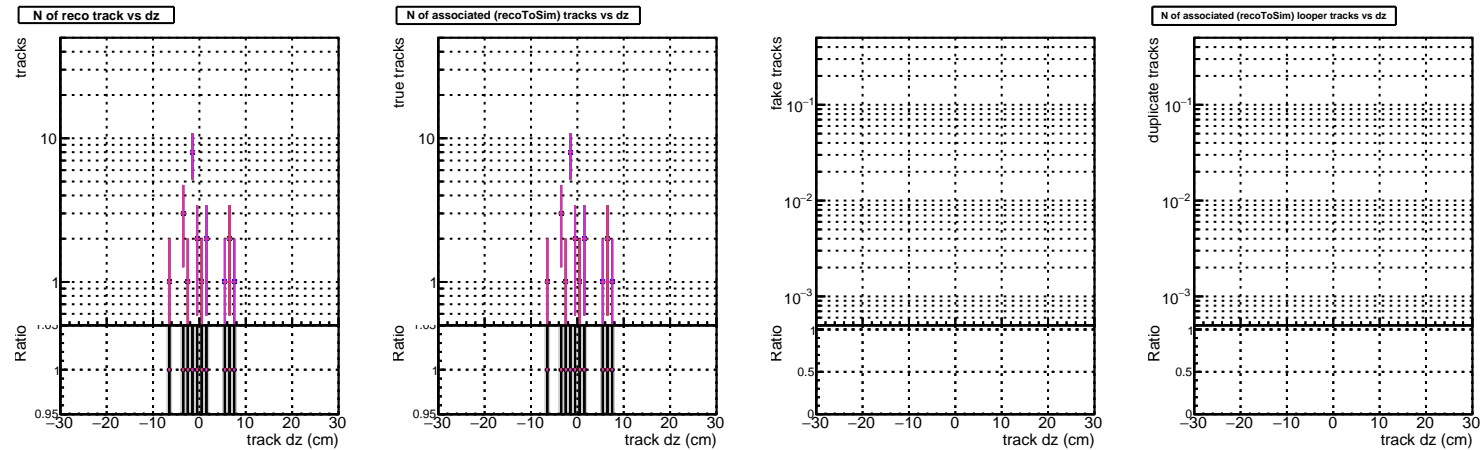 N of reco track vs dz
tracks
10
1
1.05
Ratio
1
0.95
−30 −20 −10 0 10 20 30
track dz (cm)
N of associated (recoToSim) tracks vs dz
true tracks
10
1
1.05
Ratio
1
0.95
−30 −20 −10 0 10 20 30
track dz (cm)
fake tracks
10−1
10−2
10−3
Ratio
1
0.5
0
−30 −20 −10 0 10 20 30
track dz (cm)
N of associated (recoToSim) looper tracks vs dz
duplicate tracks
10−1
10−2
10−3
Ratio
1
0.5
0
−30 −20 −10 0 10 20 30
track dz (cm)